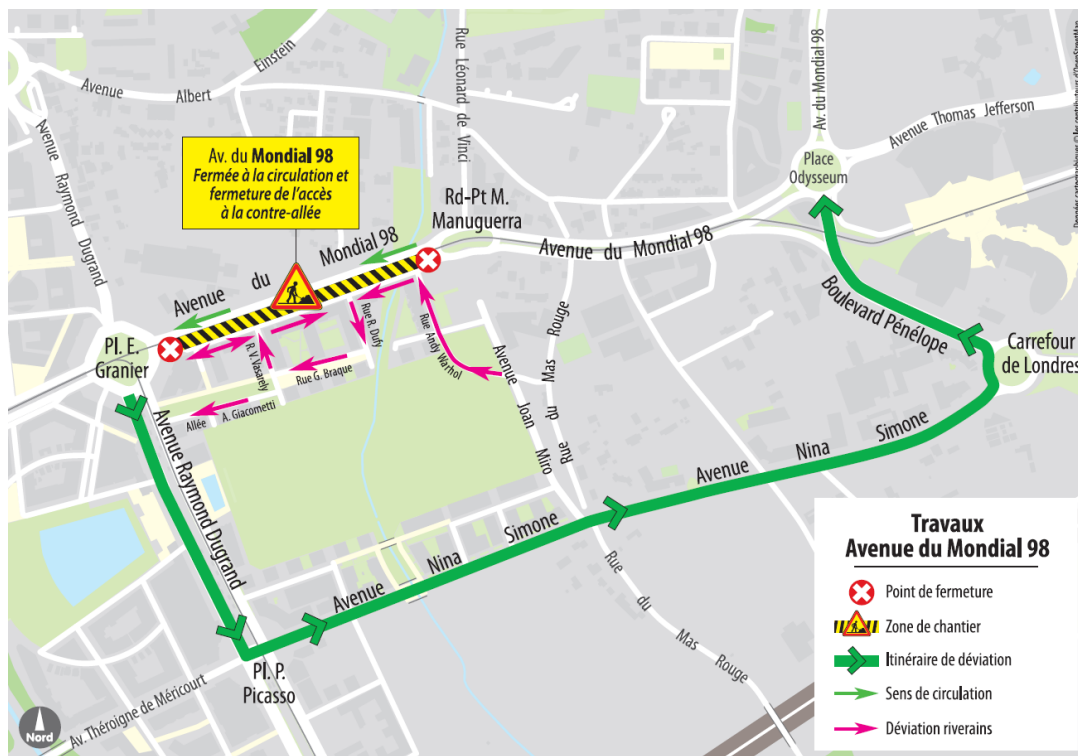 Avenue Albert Einstein
Rue Léonard de Vinci
Av. du Mondial 98
Avenue Thomas Jefferson
Données cartographiques © les contributeurs d'OpenStreetMap
Avenue Raymond Dugrand
Av. du Mondial 98
Fermée à la circulation et
fermeture de l'accès
à la contre-allée
Place
Odysseum
Rd-Pt M.
Manuguerra
Avenue du Mondial 98
Avenue du Mondial 98
Boulevard Pénélope
Pl. E.
Granier
R. V. Vasarely
Rue R. Dufy
Rue Andy Warhol
Rue G. Braque
Allée A. Giacometti
Avenue Joan Miro
Rue du Mas Rouge
Carrefour
de Londres
Avenue Raymond Dugrand
Avenue Nina Simone
Avenue Nina Simone
Rue du Mas Rouge
Pl. P.
Picasso
Av. Théroigne de Méricourt
Nord
Travaux
Avenue du Mondial 98
Point de fermeture
Zone de chantier
Itinéraire de déviation
Sens de circulation
Déviation riverains